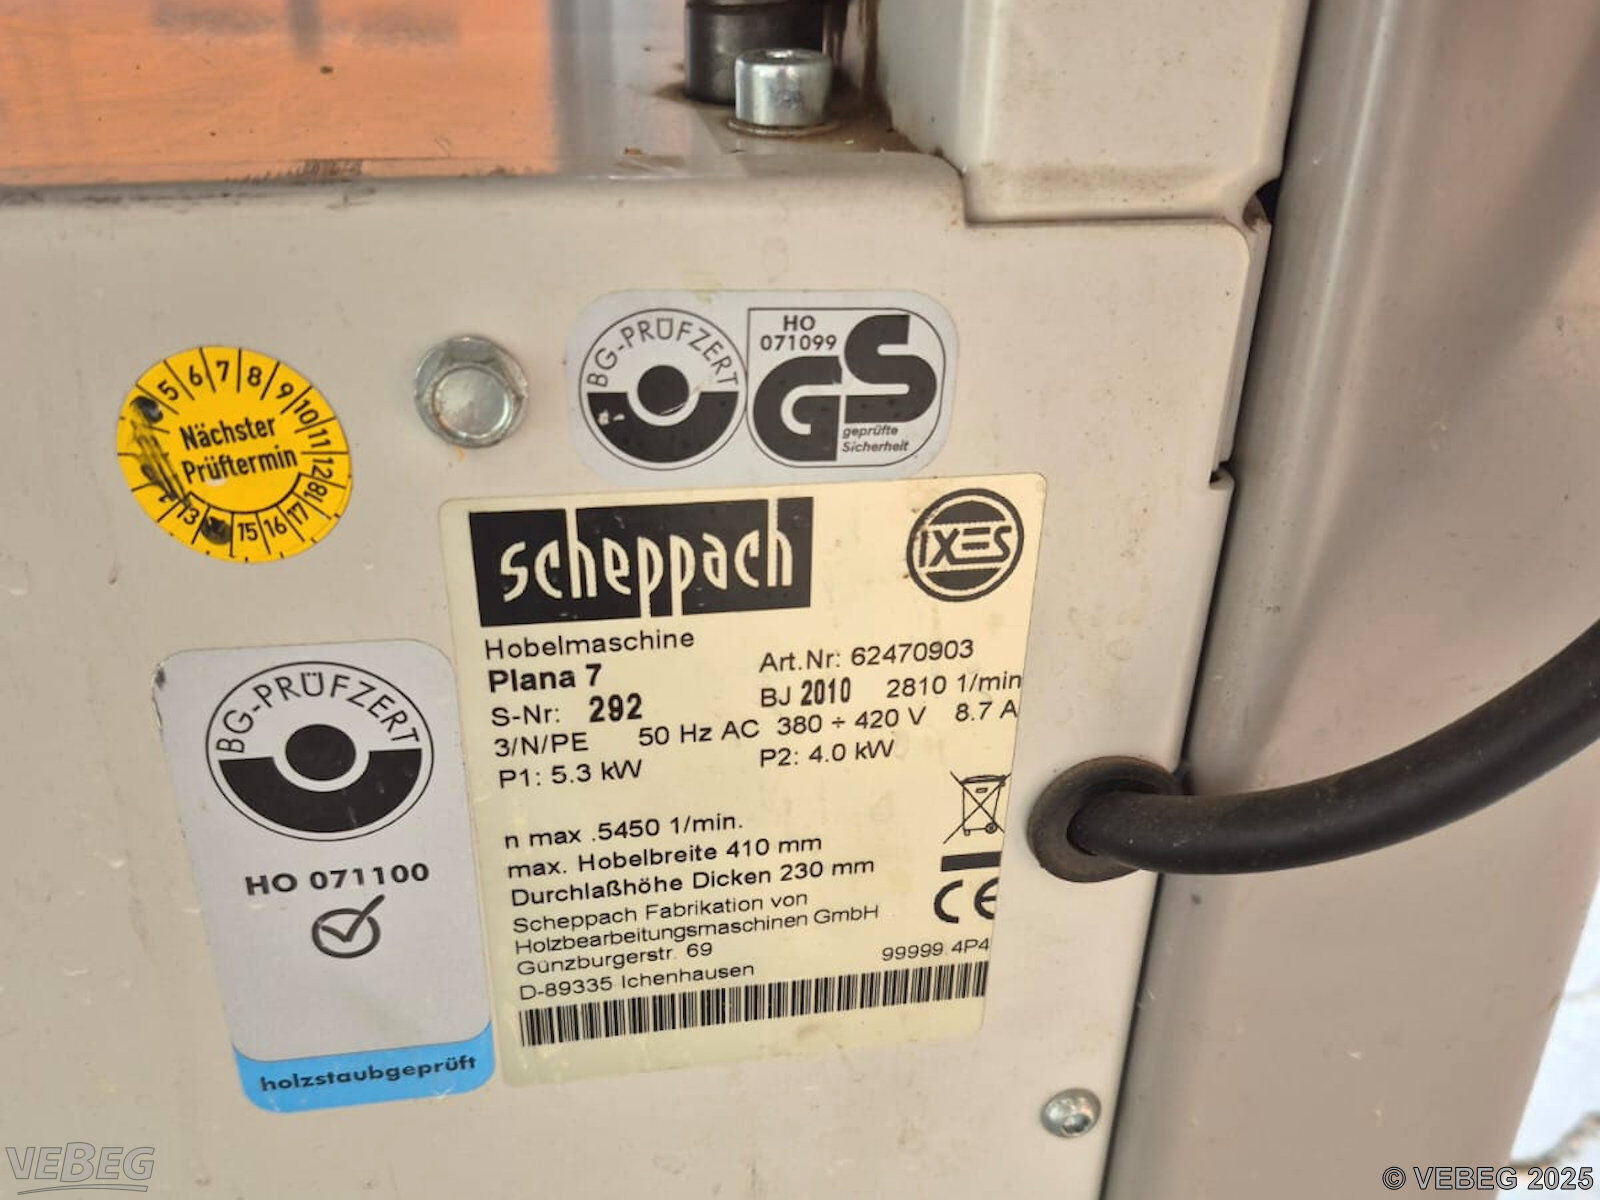 BG-PRÜFZERT
HO
071099
GS
geprüfte
Sicherheit
5 6 7 8 9 10 11 12
Nächster
Prüftermin
13 15 16 17 18
scheppach
IXES
Hobelmaschine
Plana 7
Art.Nr: 62470903
S-Nr: 292
BJ 2010 2810 1/min
3/N/PE 50 Hz AC 380 ÷ 420 V 8.7 A
P1: 5.3 kW
P2: 4.0 kW
n max .5450 1/min.
max. Hobelbreite 410 mm
Durchlaßhöhe Dicken 230 mm
Scheppach Fabrikation von
Holzbearbeitungsmaschinen GmbH
Günzburgerstr. 69
D-89335 Ichenhausen
99999.4P4
CE
BG-PRÜFZERT
HO 071100
holzstaubgeprüft
VEBEG
© VEBEG 2025